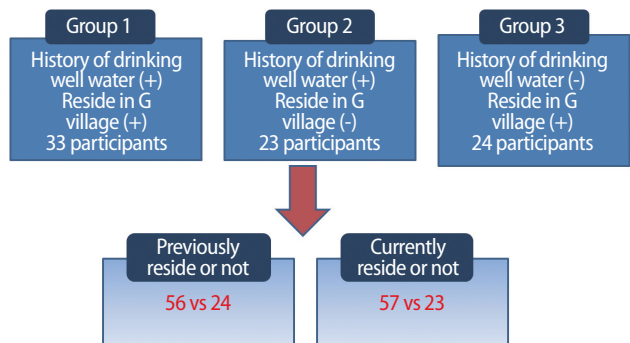 Group 1
History of drinking
well water (+)
Reside in G
village (+)
33 participants
Group 2
History of drinking
well water (+)
Reside in G
village (-)
23 participants
Group 3
History of drinking
well water (-)
Reside in G
village (+)
24 participants
Previously
reside or not
56 vs 24
Currently
reside or not
57 vs 23